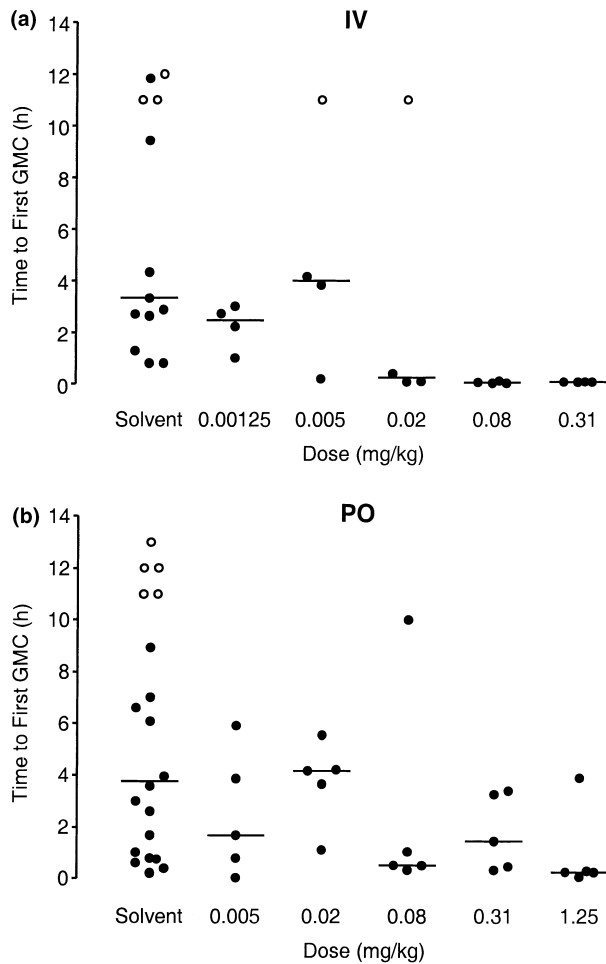 (a) IV
14
12
10
8
6
4
2
0
Time to First GMC (h)
Solvent 0.00125 0.005 0.02 0.08 0.31
Dose (mg/kg)
(b) PO
14
12
10
8
6
4
2
0
Time to First GMC (h)
Solvent 0.005 0.02 0.08 0.31 1.25
Dose (mg/kg)